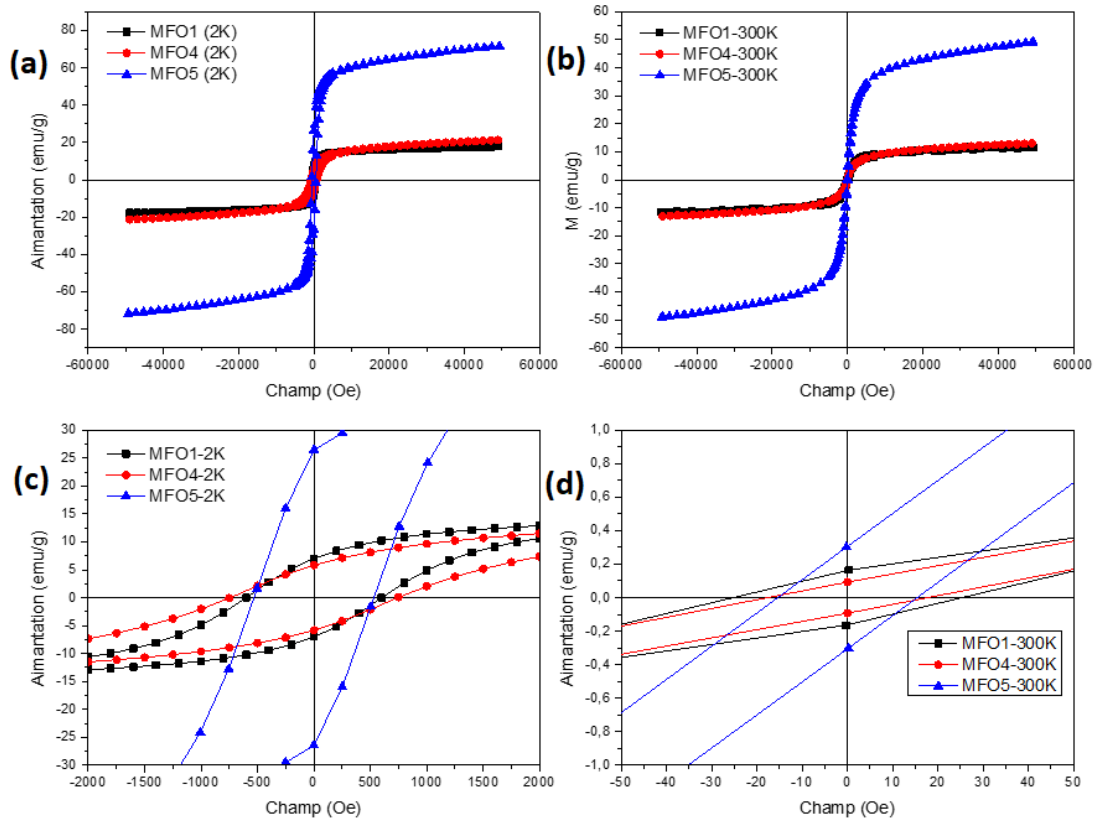 (a)
MFO1 (2K)
MFO4 (2K)
MFO5 (2K)
Aimantation (emu/g)
80
60
40
20
0
-20
-40
-60
-80
-60000 -40000 -20000 0 20000 40000 60000
Champ (Oe)
(b)
MFO1-300K
MFO4-300K
MFO5-300K
M (emu/g)
60
50
40
30
20
10
0
-10
-20
-30
-40
-50
-60
-60000 -40000 -20000 0 20000 40000 60000
Champ (Oe)
(c)
MFO1-2K
MFO4-2K
MFO5-2K
Aimantation (emu/g)
30
25
20
15
10
5
0
-5
-10
-15
-20
-25
-30
-2000 -1500 -1000 -500 0 500 1000 1500 2000
Champ (Oe)
(d)
Aimantation (emu/g)
1,0
0,8
0,6
0,4
0,2
0,0
-0,2
-0,4
-0,6
-0,8
-1,0
MFO1-300K
MFO4-300K
MFO5-300K
-50 -40 -30 -20 -10 0 10 20 30 40 50
Champ (Oe)